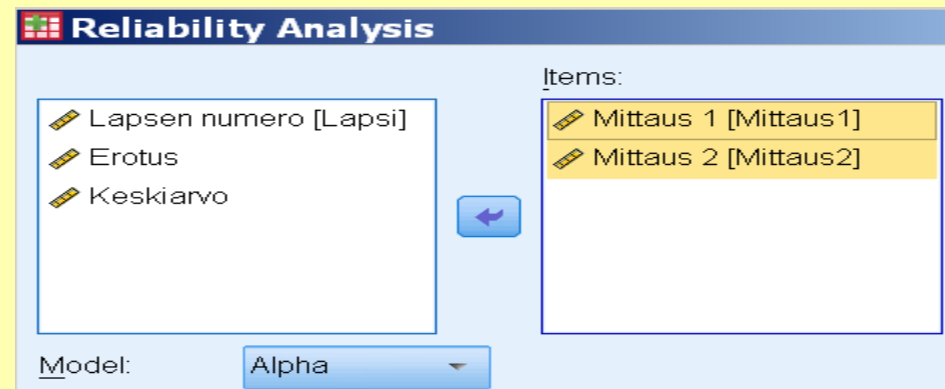 Reliability Analysis
Items:
Lapsen numero [Lapsi]
Erotus
Keskiarvo
Mittaus 1 [Mittaus1]
Mittaus 2 [Mittaus2]
Model:
Alpha